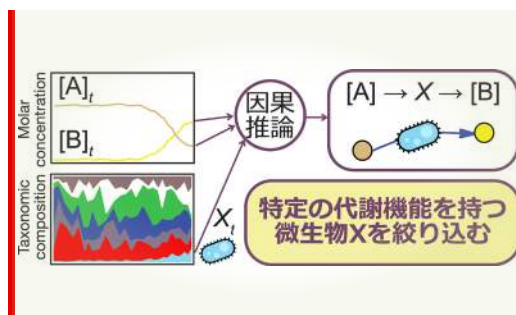 Molar
concentration
[A]t
[B]t
Taxonomic
composition
Xt
因果
推論
[A] → X → [B]
特定の代謝機能を持つ
微生物Xを絞り込む